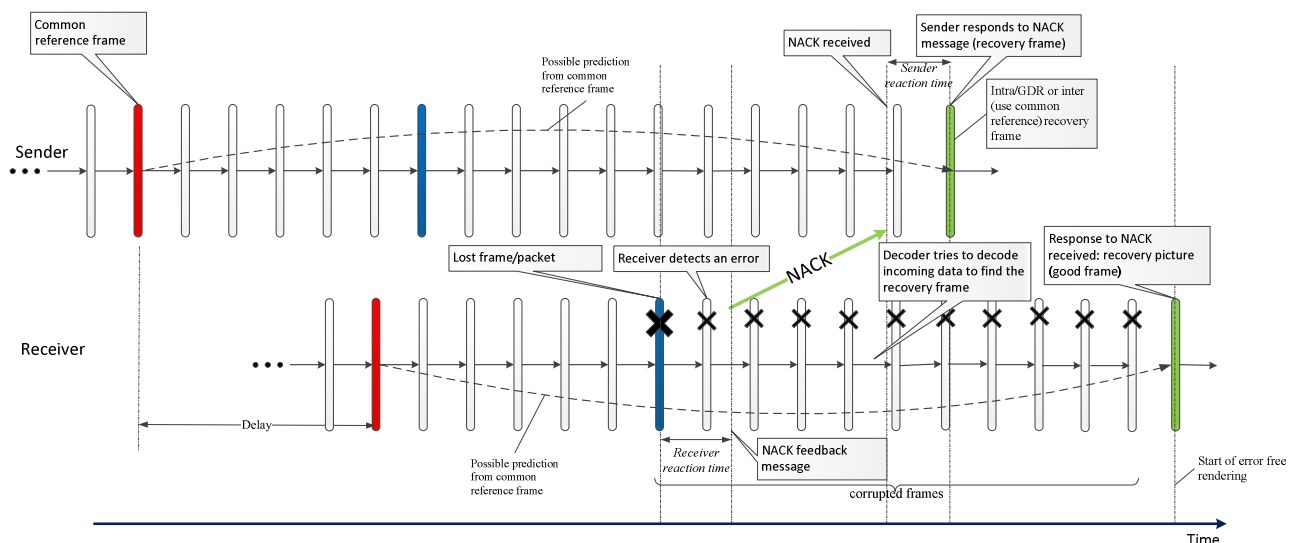 Common
reference frame
NACK received
Sender responds to NACK
message (recovery frame)
Sender
reaction time
Possible prediction
from common
reference frame
Intra/GDR or inter
(use common
reference) recovery
frame
Sender
Lost frame/packet
Receiver detects an error
NACK
Decoder tries to decode
incoming data to find the
recovery frame
Response to NACK
received: recovery picture
(good frame)
Receiver
Delay
Possible prediction
from common
reference frame
Receiver
reaction time
NACK feedback
message
corrupted frames
Start of error free
rendering
Time